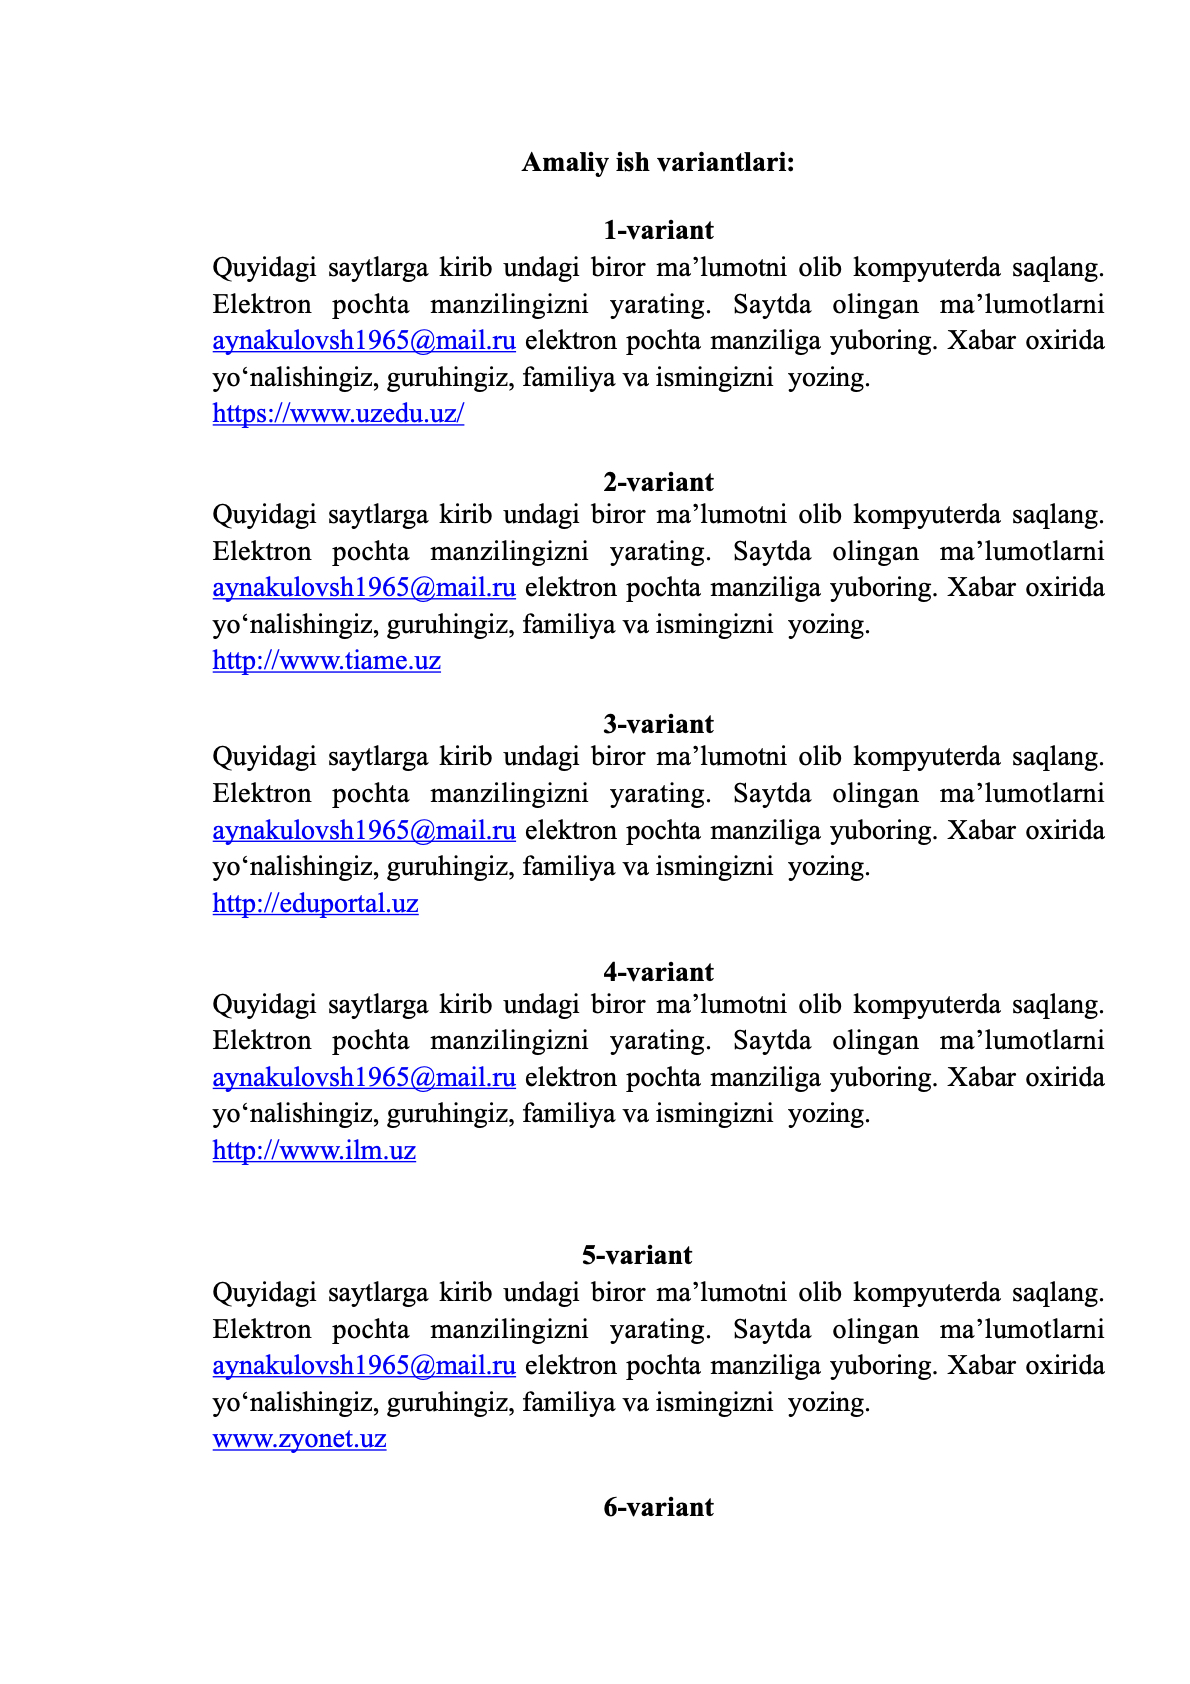 Amaliy ish variantlari:
1-variant
Quyidagi saytlarga kirib undagi biror ma’lumotni olib kompyuterda saqlang.
Elektron pochta manzilingizni yarating. Saytda olingan ma’lumotlarni
aynakulovsh1965@mail.ru elektron pochta manziliga yuboring. Xabar oxirida
yo‘nalishingiz, guruhingiz, familiya va ismingizni  yozing.
https://www.uzedu.uz/
2-variant
Quyidagi saytlarga kirib undagi biror ma’lumotni olib kompyuterda saqlang.
Elektron pochta manzilingizni yarating. Saytda olingan ma’lumotlarni
aynakulovsh1965@mail.ru elektron pochta manziliga yuboring. Xabar oxirida
yo‘nalishingiz, guruhingiz, familiya va ismingizni  yozing.
http://www.tiame.uz
3-variant
Quyidagi saytlarga kirib undagi biror ma’lumotni olib kompyuterda saqlang.
Elektron pochta manzilingizni yarating. Saytda olingan ma’lumotlarni
aynakulovsh1965@mail.ru elektron pochta manziliga yuboring. Xabar oxirida
yo‘nalishingiz, guruhingiz, familiya va ismingizni  yozing.
http://eduportal.uz
4-variant
Quyidagi saytlarga kirib undagi biror ma’lumotni olib kompyuterda saqlang.
Elektron pochta manzilingizni yarating. Saytda olingan ma’lumotlarni
aynakulovsh1965@mail.ru elektron pochta manziliga yuboring. Xabar oxirida
yo‘nalishingiz, guruhingiz, familiya va ismingizni  yozing.
http://www.ilm.uz
5-variant
Quyidagi saytlarga kirib undagi biror ma’lumotni olib kompyuterda saqlang.
Elektron pochta manzilingizni yarating. Saytda olingan ma’lumotlarni
aynakulovsh1965@mail.ru elektron pochta manziliga yuboring. Xabar oxirida
yo‘nalishingiz, guruhingiz, familiya va ismingizni  yozing.
www.zyonet.uz
6-variant